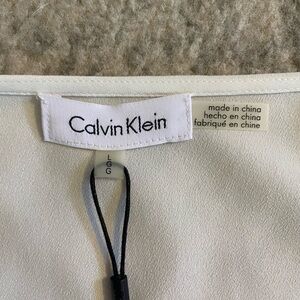 Calvin Klein
made in china
hecho en china
fabriqué en chine
L
G
G